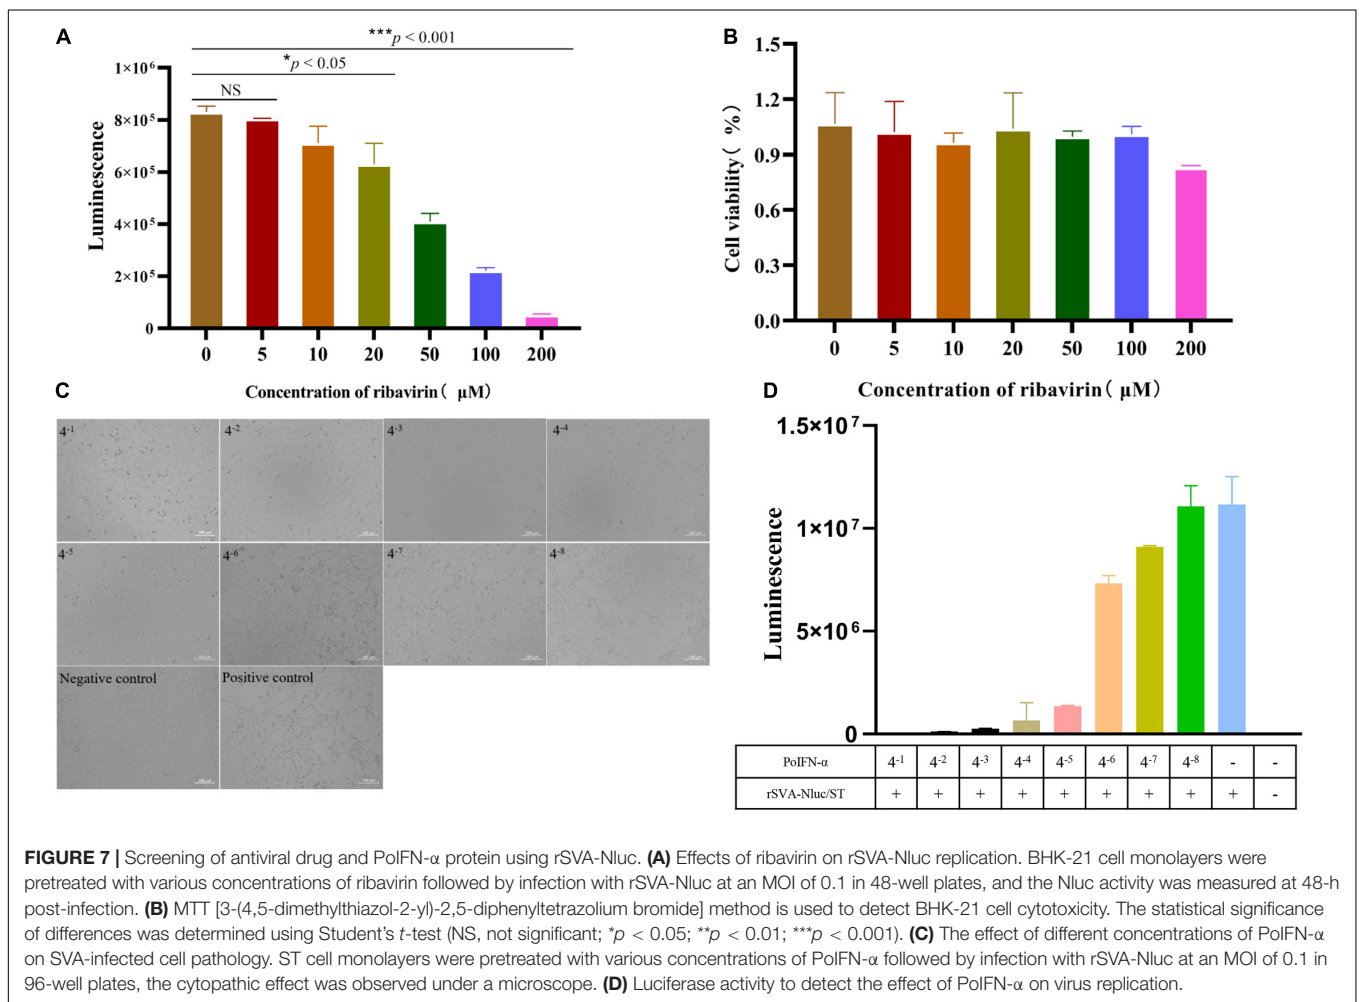 A
***p < 0.001
*p < 0.05
NS
1×10⁶
8×10⁵
6×10⁵
4×10⁵
2×10⁵
0
Luminescence
0 5 10 20 50 100 200
Concentration of ribavirin( μM)
B
1.5
1.2
0.9
0.6
0.3
0.0
Cell viability( %)
0 5 10 20 50 100 200
Concentration of ribavirin( μM)
C
4⁻¹ 4⁻² 4⁻³ 4⁻⁴
4⁻⁵ 4⁻⁶ 4⁻⁷ 4⁻⁸
Negative control Positive control
D
1.5×10⁷
1×10⁷
5×10⁶
0
Luminescence
PoIFN-α 4⁻¹ 4⁻² 4⁻³ 4⁻⁴ 4⁻⁵ 4⁻⁶ 4⁻⁷ 4⁻⁸ - -
rSVA-Nluc/ST + + + + + + + + + -
FIGURE 7 | Screening of antiviral drug and PoIFN-α protein using rSVA-Nluc. (A) Effects of ribavirin on rSVA-Nluc replication. BHK-21 cell monolayers were
pretreated with various concentrations of ribavirin followed by infection with rSVA-Nluc at an MOI of 0.1 in 48-well plates, and the Nluc activity was measured at 48-h
post-infection. (B) MTT [3-(4,5-dimethylthiazol-2-yl)-2,5-diphenyltetrazolium bromide] method is used to detect BHK-21 cell cytotoxicity. The statistical significance
of differences was determined using Student's t-test (NS, not significant; *p < 0.05; **p < 0.01; ***p < 0.001). (C) The effect of different concentrations of PoIFN-α
on SVA-infected cell pathology. ST cell monolayers were pretreated with various concentrations of PoIFN-α followed by infection with rSVA-Nluc at an MOI of 0.1 in
96-well plates, the cytopathic effect was observed under a microscope. (D) Luciferase activity to detect the effect of PoIFN-α on virus replication.